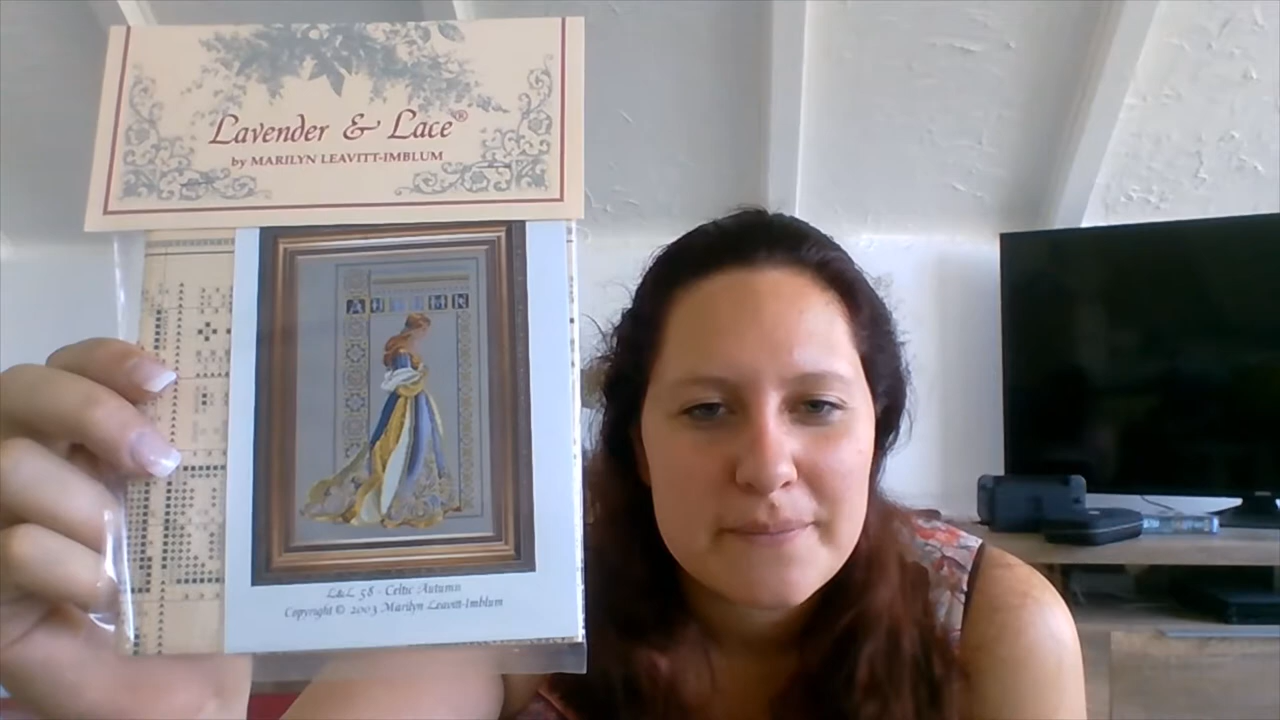 Lavender & Lace®
by MARILYN LEAVITT-IMBLUM
AUTUMN
L&L 58 - Celtic Autumn
Copyright © 2003 Marilyn Leavitt-Imblum